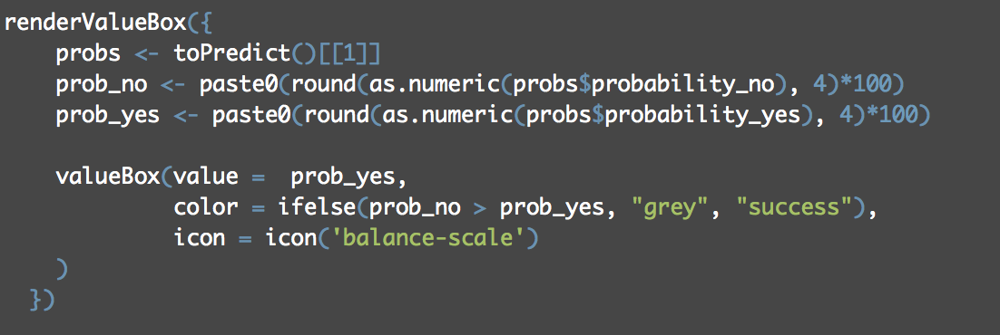 renderValueBox({
    probs <- toPredict()[[1]]
    prob_no <- paste0(round(as.numeric(probs$probability_no), 4)*100)
    prob_yes <- paste0(round(as.numeric(probs$probability_yes), 4)*100)

    valueBox(value =  prob_yes,
             color = ifelse(prob_no > prob_yes, "grey", "success"),
             icon = icon('balance-scale')
    )
  })